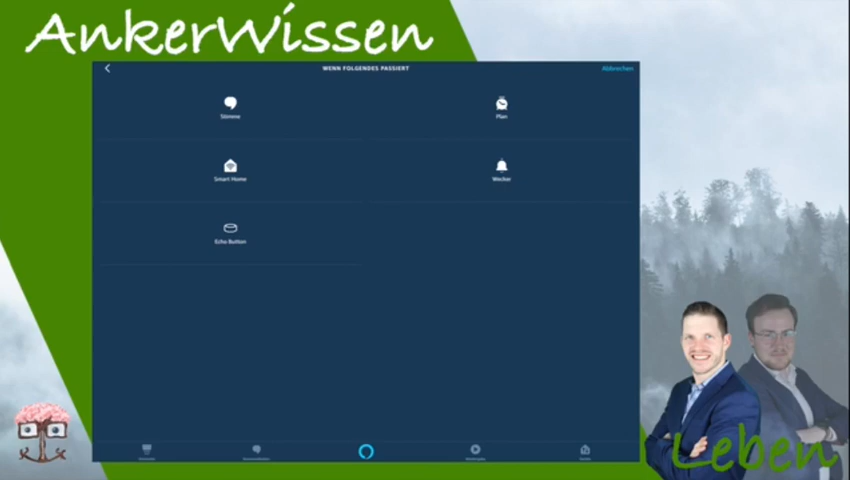 AnkerWissen
WENN FOLGENDES PASSIERT
Abbrechen
Stimme
Plan
Smart Home
Wecker
Echo Button
Leben